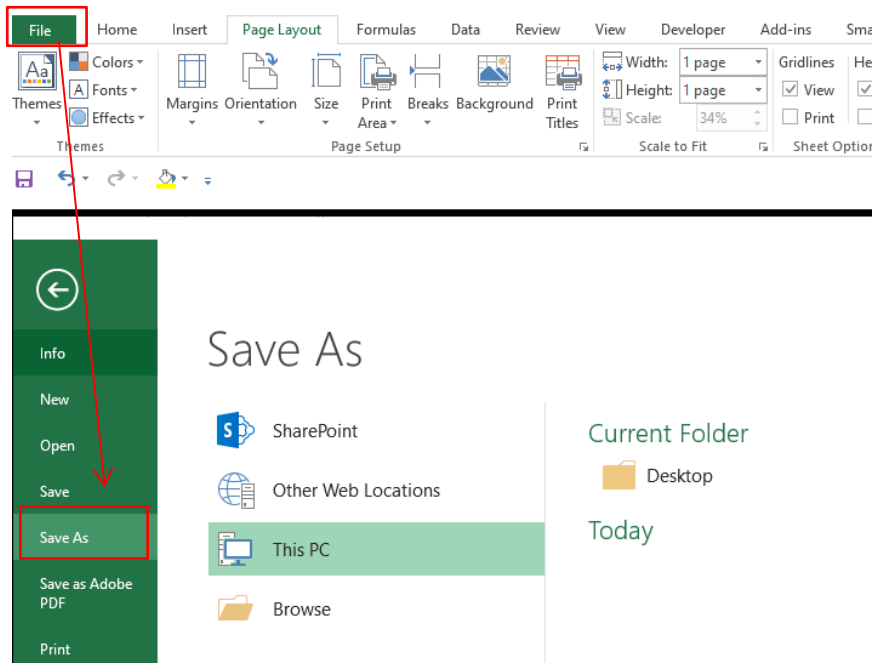 File Home Insert Page Layout Formulas Data Review View Developer Add-ins
Aa Colors Width: 1 page Gridlines
A Fonts Height: 1 page View
Themes Effects Margins Orientation Size Print Area Breaks Background Print Titles Scale: 34% Print
Themes Page Setup Scale to Fit Sheet
Save As
Info
New
Open
Save
Save As
Save as Adobe
PDF
Print
S SharePoint
Other Web Locations
This PC
Browse
Current Folder
Desktop
Today